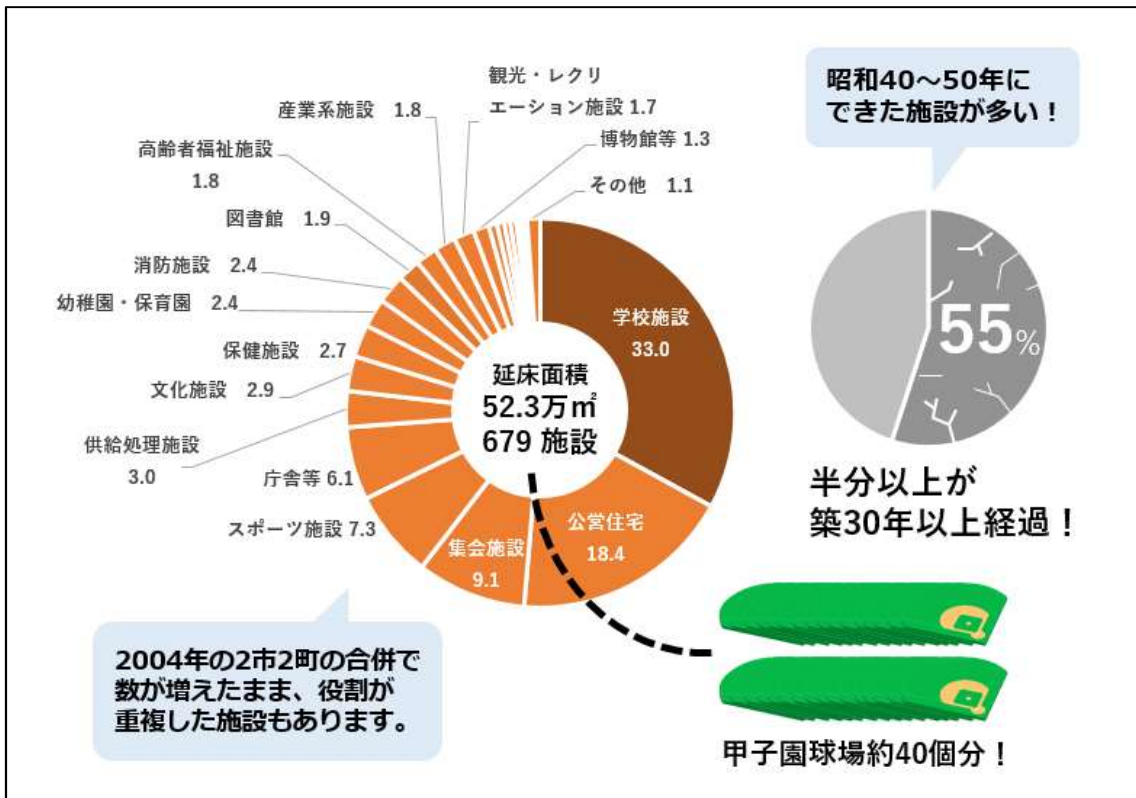 観光・レクリ
エーション施設 1.7
産業系施設 1.8
博物館等 1.3
高齢者福祉施設
1.8
その他 1.1
図書館 1.9
消防施設 2.4
幼稚園・保育園
2.4
保健施設 2.7
文化施設 2.9
供給処理施設
3.0
庁舎等 6.1
スポーツ施設 7.3
集会施設
9.1
公営住宅
18.4
学校施設
33.0
延床面積
52.3万㎡
679 施設
2004年の2市2町の合併で
数が増えたまま、役割が
重複した施設もあります。
昭和40~50年に
できた施設が多い!
55%
半分以上が
築30年以上経過!
甲子園球場約40個分!